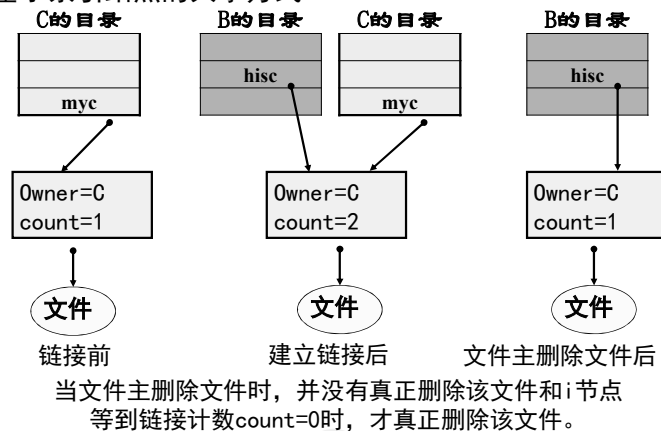 C的目录 B的目录 C的目录 B的目录
hisc hisc
myc myc
Owner=C Owner=C Owner=C
count=1 count=2 count=1
文件 文件 文件
链接前 建立链接后 文件主删除文件后
当文件主删除文件时，并没有真正删除该文件和i节点
等到链接计数count=0时，才真正删除该文件。